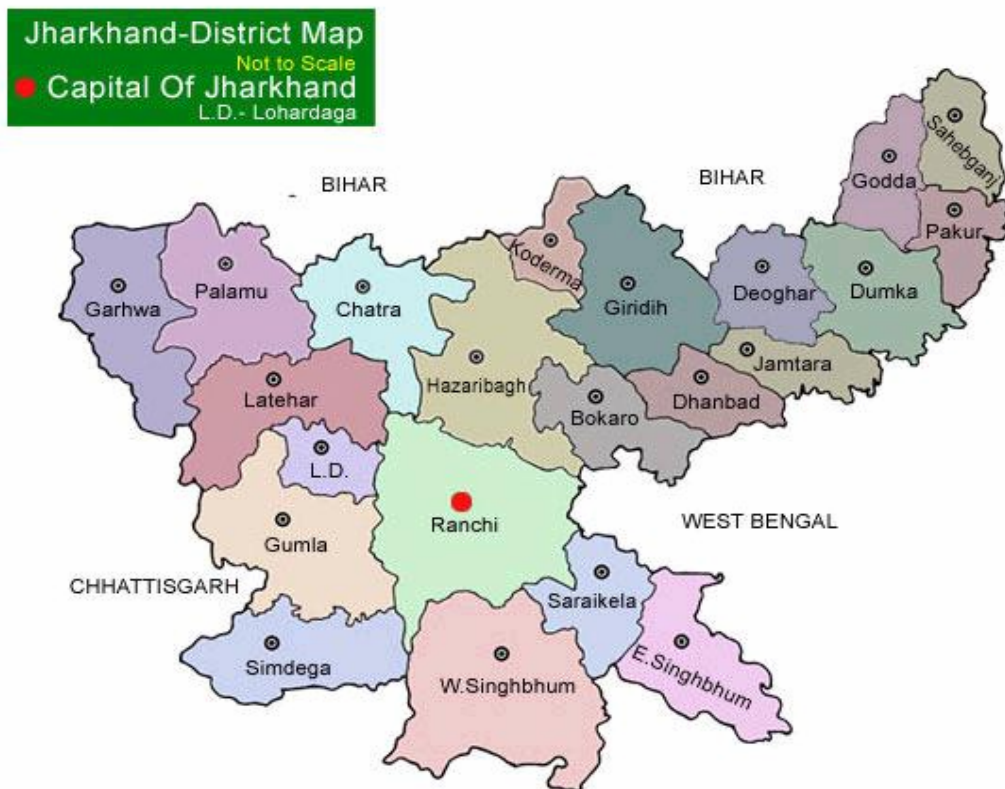 Jharkhand-District Map
Not to Scale
Capital Of Jharkhand
L.D.- Lohardaga
BIHAR
BIHAR
Sahebganj
Godda
Pakur
Koderma
Garhwa
Palamu
Chatra
Giridih
Deoghar
Dumka
Jamtara
Latehar
Hazaribagh
Dhanbad
Bokaro
L.D.
Ranchi
WEST BENGAL
Gumla
CHHATTISGARH
Saraikela
Simdega
W.Singhbhum
E.Singhbhum